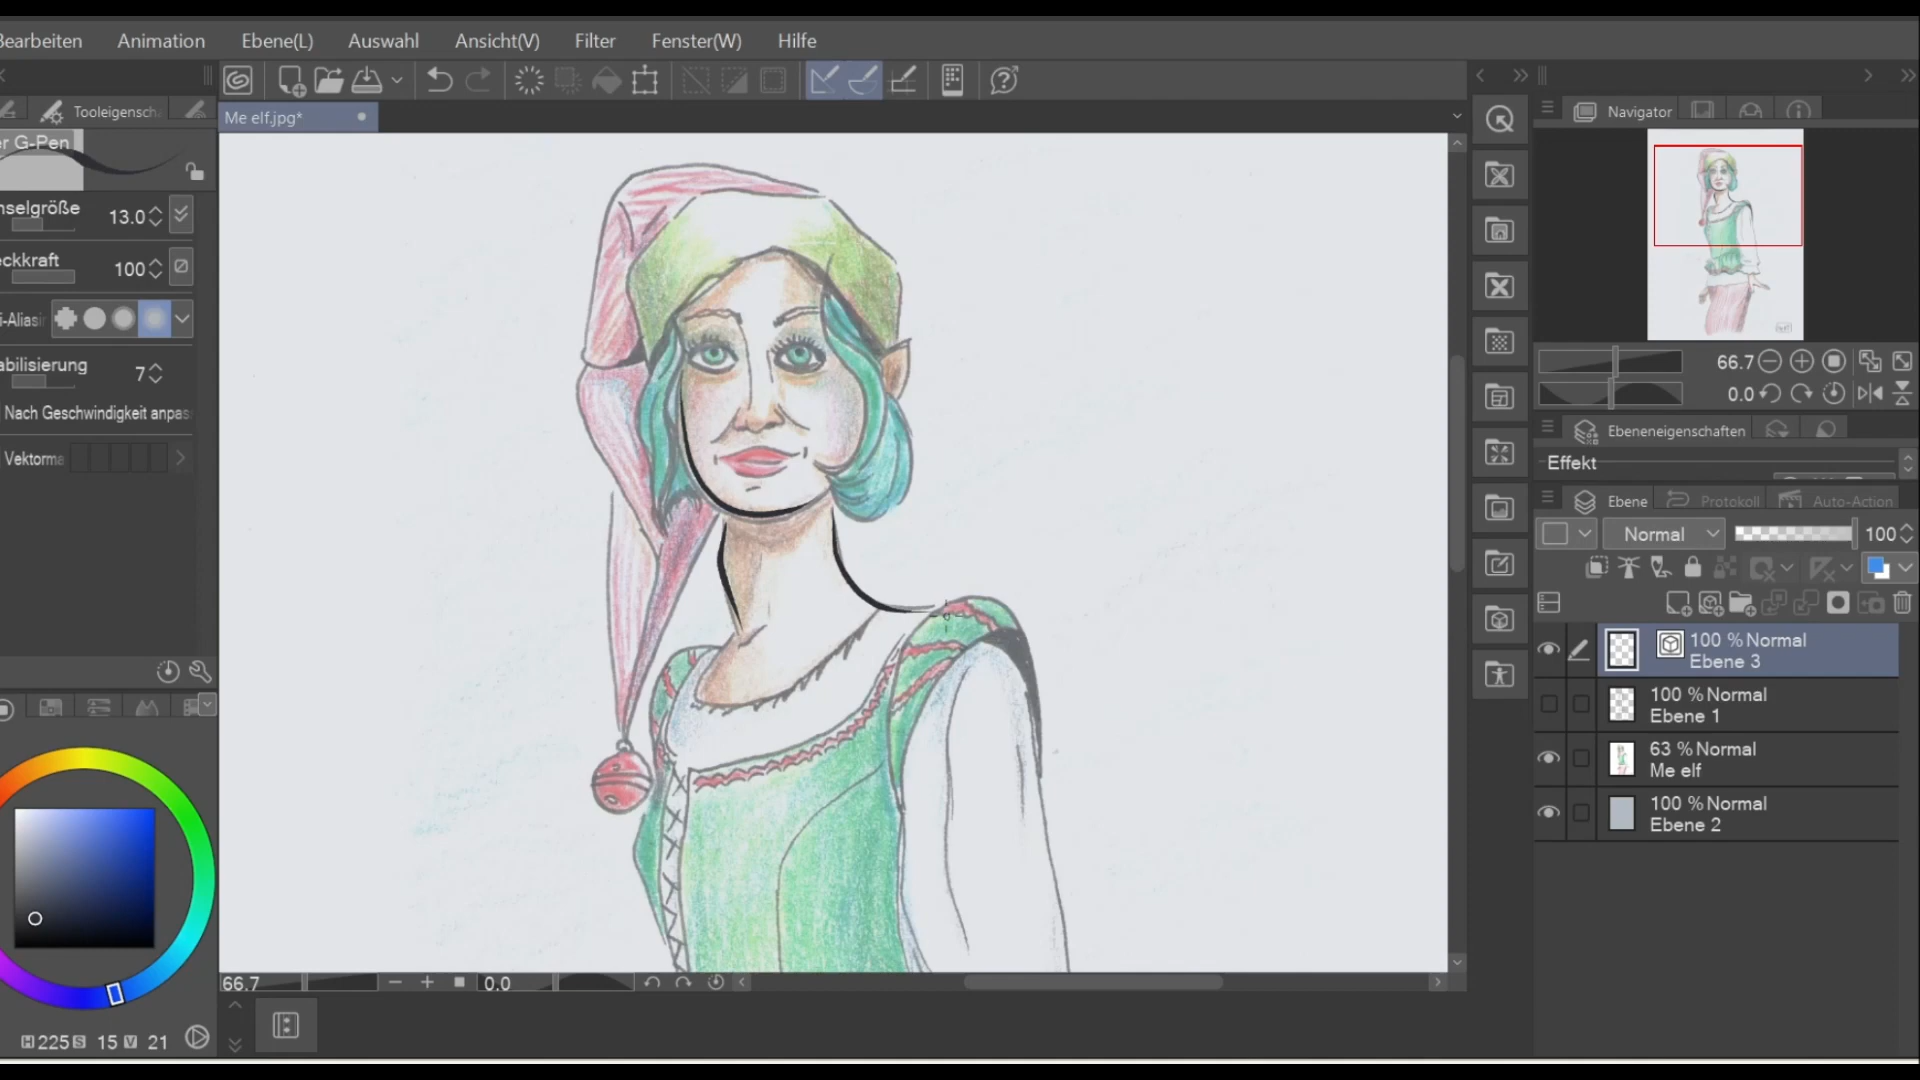 Bearbeiten Animation Ebene(L) Auswahl Ansicht(V) Filter Fenster(W) Hilfe
Tooleigensch
Me elf.jpg*
Navigator
er G-Pen
nselgröße 13.0
eckkraft 100
i-Aliasin
abilisierung 7
Nach Geschwindigkeit anpas
Vektorma
66.7
0.0
Ebeneneigenschaften
Effekt
Ebene Protokoll Auto-Action
Normal 100
100 % Normal
Ebene 3
100 % Normal
Ebene 1
63 % Normal
Me elf
100 % Normal
Ebene 2
66.7 0.0
H 225 S 15 V 21